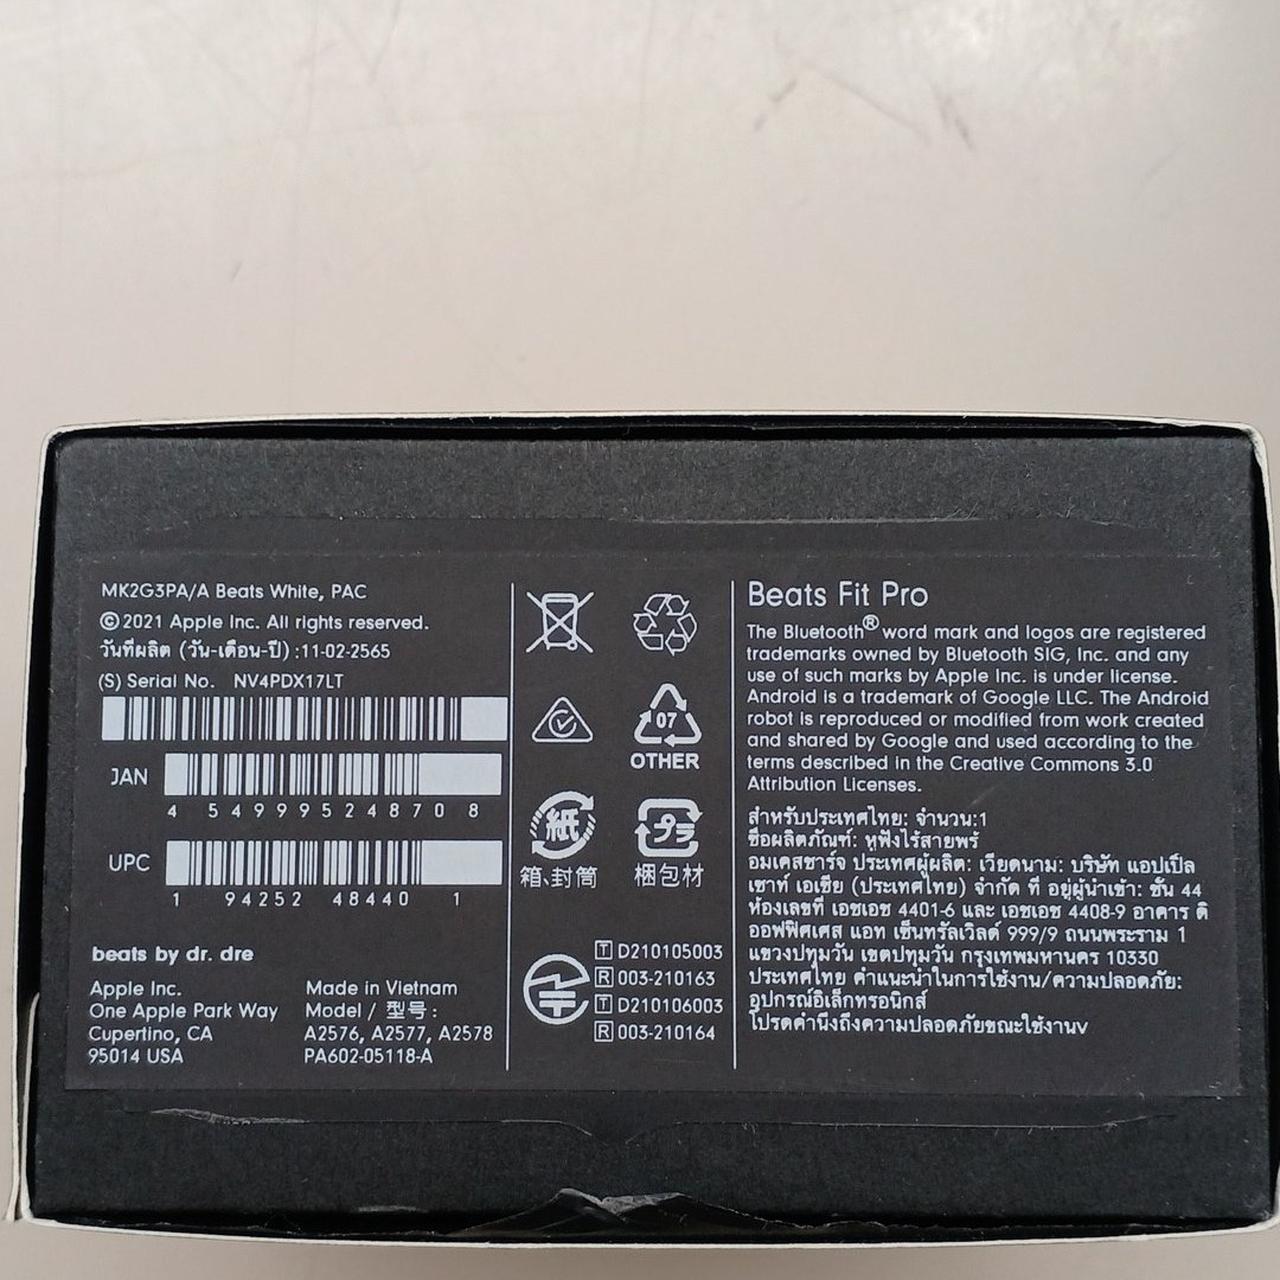 MK2G3PA/A Beats White, PAC
©2021 Apple Inc. All rights reserved.
วันที่ผลิต (วัน-เดือน-ปี) :11-02-2565
(S) Serial No. NV4PDX17LT
JAN
4 549995248708
UPC
1 94252 48440 1
beats by dr. dre
Apple Inc.
One Apple Park Way
Cupertino, CA
95014 USA
Made in Vietnam
Model / 型号 :
A2576, A2577, A2578
PA602-05118-A
07
OTHER
紙
プラ
箱、封筒
梱包材
T D210105003
R 003-210163
T D210106003
R 003-210164
Beats Fit Pro
The Bluetooth® word mark and logos are registered
trademarks owned by Bluetooth SIG, Inc. and any
use of such marks by Apple Inc. is under license.
Android is a trademark of Google LLC. The Android
robot is reproduced or modified from work created
and shared by Google and used according to the
terms described in the Creative Commons 3.0
Attribution Licenses.
สำหรับประเทศไทย: จำนวน:1
ชื่อผลิตภัณฑ์: หูฟังไร้สายพร้
อมเคสชาร์จ ประเทศผู้ผลิต: เวียดนาม: บริษัท แอปเปิ้ล
เซาท์ เอเชีย (ประเทศไทย) จำกัด ที่ อยู่ผู้นำเข้า: ชั้น 44
ห้องเลขที่ เอชเอช 4401-6 และ เอชเอช 4408-9 อาคาร ดิ
ออฟฟิศเศส แอท เซ็นทรัลเวิลด์ 999/9 ถนนพระราม 1
แขวงปทุมวัน เขตปทุมวัน กรุงเทพมหานคร 10330
ประเทศไทย คำแนะนำในการใช้งาน/ความปลอดภัย:
อุปกรณ์อิเล็กทรอนิกส์
โปรดคำนึงถึงความปลอดภัยขณะใช้งานv